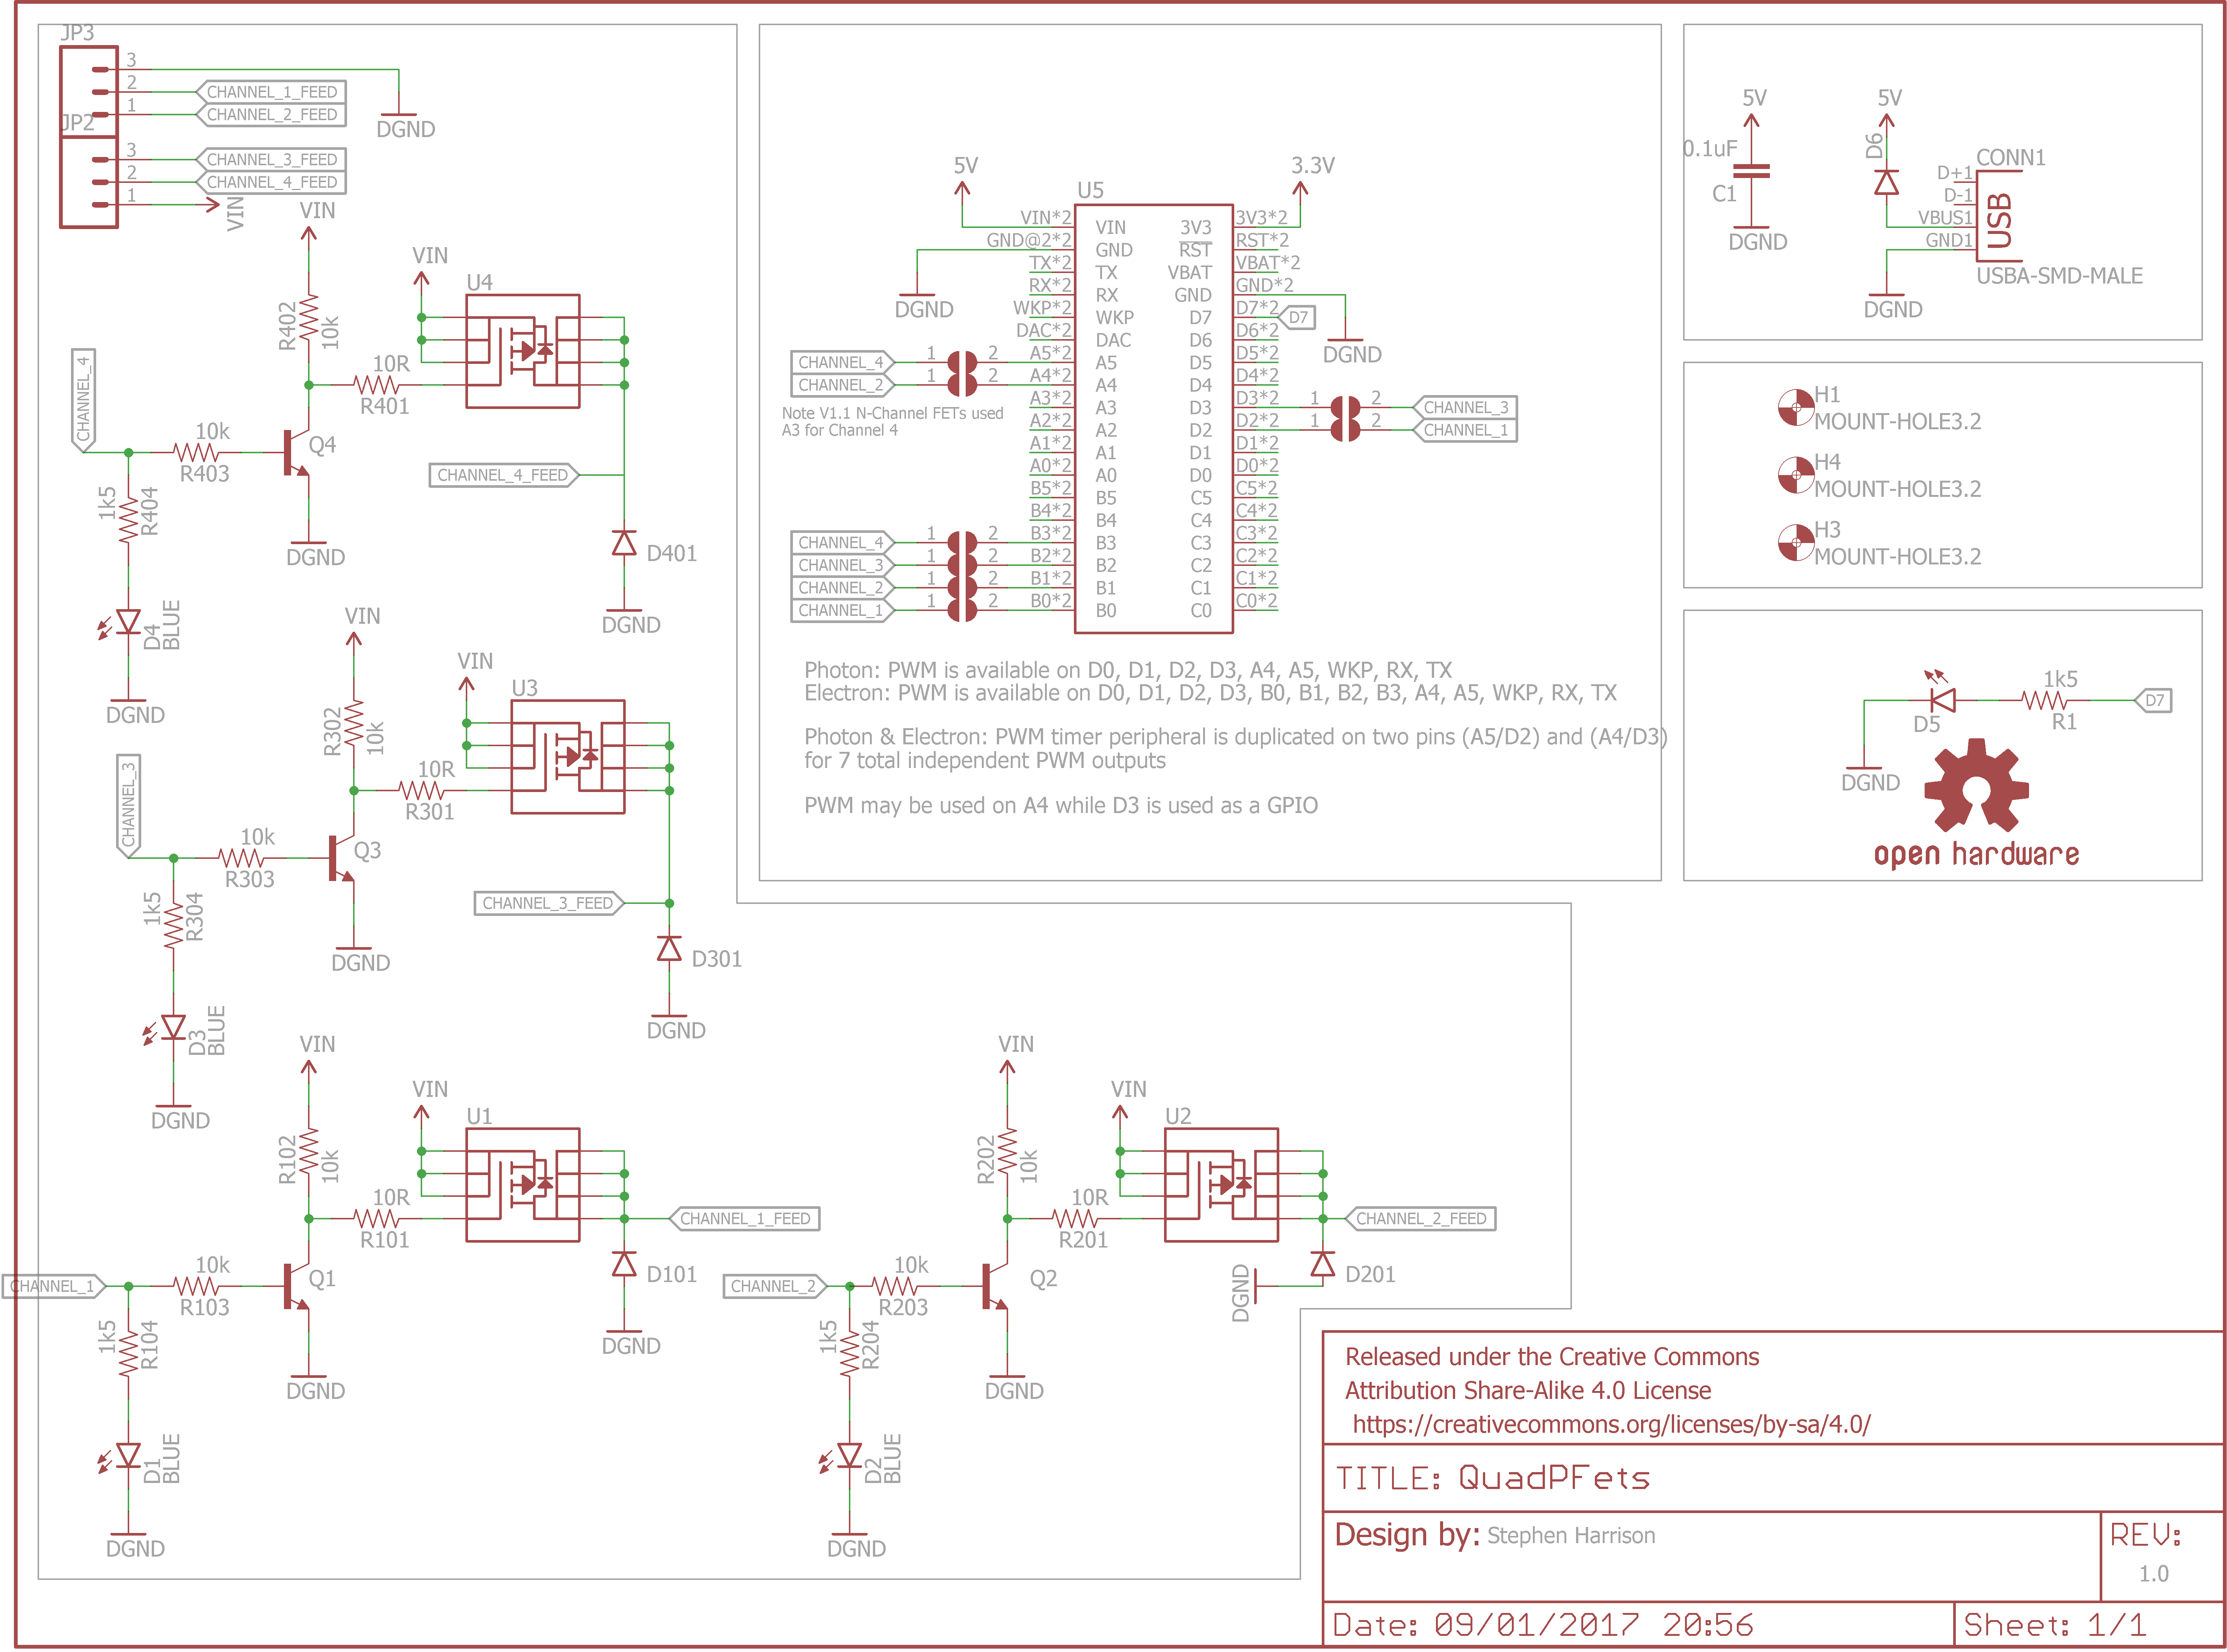 JP3
3
2
1
CHANNEL_1_FEED
CHANNEL_2_FEED
DGND
JP2
3
2
1
CHANNEL_3_FEED
CHANNEL_4_FEED
VIN
VIN
R402
10k
VIN
U4
10R
R401
CHANNEL_4
10k
R403
Q4
1k5
R404
DGND
D4
BLUE
DGND
CHANNEL_4_FEED
D401
DGND
VIN
R302
10k
VIN
U3
10R
R301
CHANNEL_3
10k
R303
Q3
1k5
R304
DGND
D3
BLUE
DGND
CHANNEL_3_FEED
D301
DGND
VIN
R102
10k
VIN
U1
10R
R101
CHANNEL_1_FEED
CHANNEL_1
10k
R103
Q1
D101
DGND
1k5
R104
DGND
D1
BLUE
DGND
VIN
R202
10k
VIN
U2
10R
R201
CHANNEL_2_FEED
CHANNEL_2
10k
R203
Q2
D201
DGND
1k5
R204
DGND
D2
BLUE
DGND
5V
U5
3.3V
VIN*2 VIN 3V3 3V3*2
GND@2*2 GND RST RST*2
TX*2 TX VBAT VBAT*2
RX*2 RX GND GND*2
WKP*2 WKP D7 D7*2 D7
DAC*2 DAC D6 D6*2
DGND
DGND
CHANNEL_4 1 2 A5*2 A5 D5 D5*2
CHANNEL_2 1 2 A4*2 A4 D4 D4*2
A3*2 A3 D3 D3*2 1 2 CHANNEL_3
A2*2 A2 D2 D2*2 1 2 CHANNEL_1
Note V1.1 N-Channel FETs used
A3 for Channel 4
A1*2 A1 D1 D1*2
A0*2 A0 D0 D0*2
B5*2 B5 C5 C5*2
B4*2 B4 C4 C4*2
CHANNEL_4 1 2 B3*2 B3 C3 C3*2
CHANNEL_3 1 2 B2*2 B2 C2 C2*2
CHANNEL_2 1 2 B1*2 B1 C1 C1*2
CHANNEL_1 1 2 B0*2 B0 C0 C0*2
Photon: PWM is available on D0, D1, D2, D3, A4, A5, WKP, RX, TX
Electron: PWM is available on D0, D1, D2, D3, B0, B1, B2, B3, A4, A5, WKP, RX, TX
Photon & Electron: PWM timer peripheral is duplicated on two pins (A5/D2) and (A4/D3)
for 7 total independent PWM outputs
PWM may be used on A4 while D3 is used as a GPIO
5V
0.1uF
C1
DGND
5V
D6
CONN1
D+1
D-1
VBUS1
GND1
USB
USBA-SMD-MALE
DGND
H1
MOUNT-HOLE3.2
H4
MOUNT-HOLE3.2
H3
MOUNT-HOLE3.2
1k5
D5
R1
D7
DGND
open hardware
Released under the Creative Commons
Attribution Share-Alike 4.0 License
https://creativecommons.org/licenses/by-sa/4.0/
TITLE: QuadPFets
Design by: Stephen Harrison
REV:
1.0
Date: 09/01/2017 20:56
Sheet: 1/1